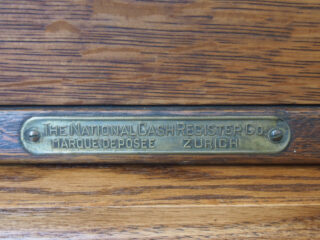 THE NATIONAL CASH REGISTER CO.
MARQUE DEPOSEE ZURICH